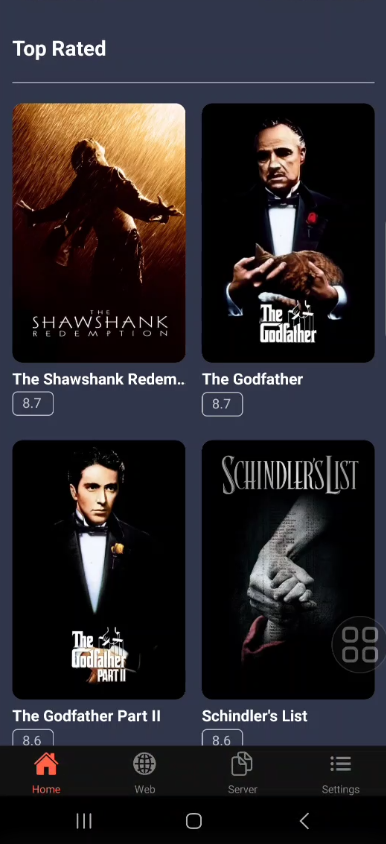 Top Rated
THE
SHAWSHANK
REDEMPTION
The
Godfather
The Shawshank Redem..
The Godfather
8.7
8.7
The
Godfather
PART II
SCHINDLER'S LIST
The Godfather Part II
Schindler's List
8.6
8.6
Home
Web
Server
Settings